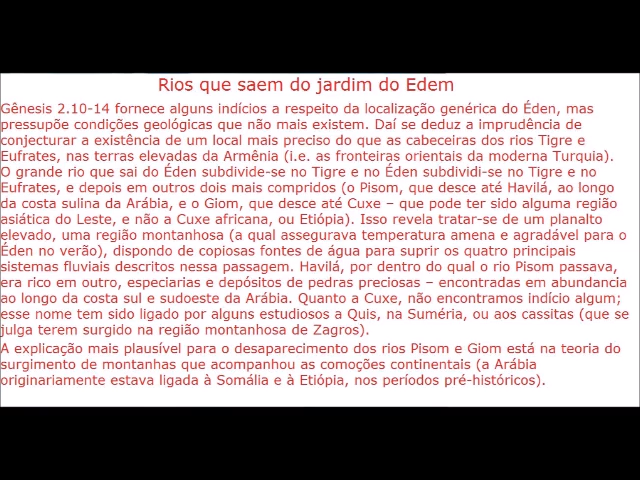 Rios que saem do jardim do Edem
Gênesis 2.10-14 fornece alguns indícios a respeito da localização genérica do Éden, mas
pressupõe condições geológicas que não mais existem. Daí se deduz a imprudência de
conjecturar a existência de um local mais preciso do que as cabeceiras dos rios Tigre e
Eufrates, nas terras elevadas da Armênia (i.e. as fronteiras orientais da moderna Turquia).
O grande rio que sai do Éden subdivide-se no Tigre e no Éden subdividi-se no Tigre e no
Eufrates, e depois em outros dois mais compridos (o Pisom, que desce até Havilá, ao longo
da costa sulina da Arábia, e o Giom, que desce até Cuxe – que pode ter sido alguma região
asiática do Leste, e não a Cuxe africana, ou Etiópia). Isso revela tratar-se de um planalto
elevado, uma região montanhosa (a qual assegurava temperatura amena e agradável para o
Éden no verão), dispondo de copiosas fontes de água para suprir os quatro principais
sistemas fluviais descritos nessa passagem. Havilá, por dentro do qual o rio Pisom passava,
era rico em outro, especiarias e depósitos de pedras preciosas – encontradas em abundancia
ao longo da costa sul e sudoeste da Arábia. Quanto a Cuxe, não encontramos indício algum;
esse nome tem sido ligado por alguns estudiosos a Quis, na Suméria, ou aos cassitas (que se
julga terem surgido na região montanhosa de Zagros).
A explicação mais plausível para o desaparecimento dos rios Pisom e Giom está na teoria do
surgimento de montanhas que acompanhou as comoções continentais (a Arábia
originariamente estava ligada à Somália e à Etiópia, nos períodos pré-históricos).